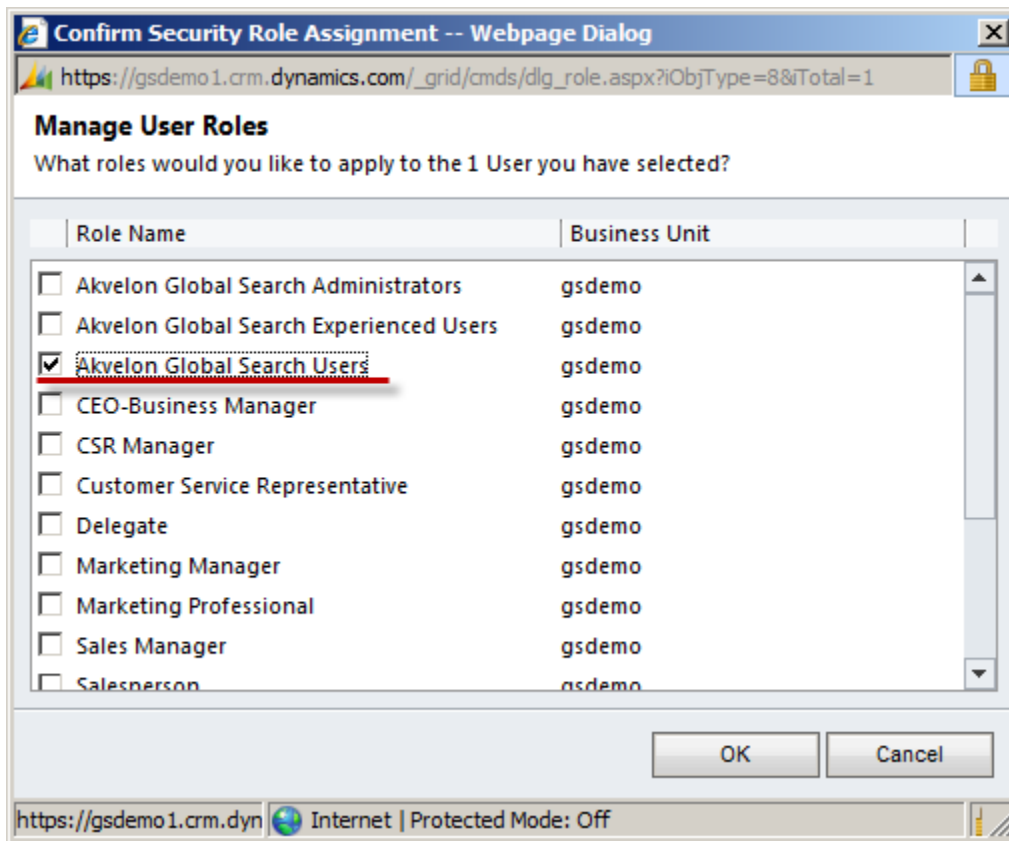 Confirm Security Role Assignment -- Webpage Dialog
https://gsdemo1.crm.dynamics.com/_grid/cmds/dlg_role.aspx?iObjType=8&iTotal=1
Manage User Roles
What roles would you like to apply to the 1 User you have selected?
Role Name Business Unit
Akvelon Global Search Administrators gsdemo
Akvelon Global Search Experienced Users gsdemo
Akvelon Global Search Users gsdemo
CEO-Business Manager gsdemo
CSR Manager gsdemo
Customer Service Representative gsdemo
Delegate gsdemo
Marketing Manager gsdemo
Marketing Professional gsdemo
Sales Manager gsdemo
Salesperson gsdemo
OK Cancel
https://gsdemo1.crm.dyn Internet | Protected Mode: Off